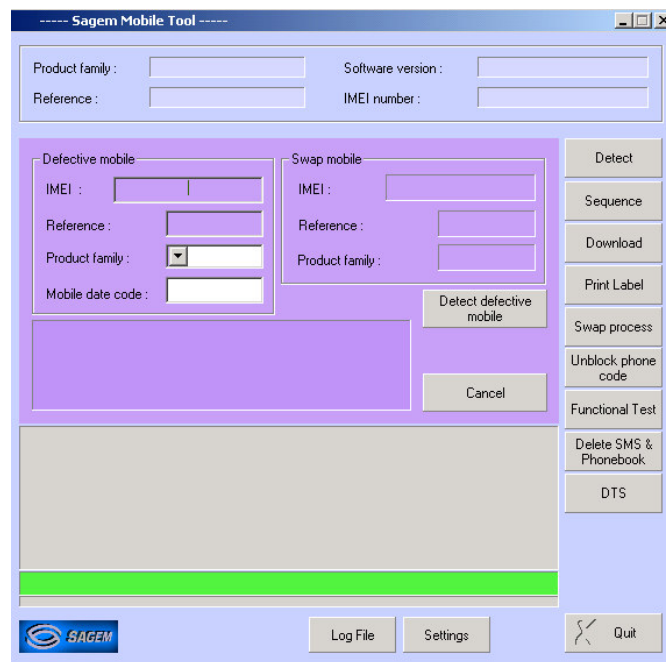 ----- Sagem Mobile Tool -----
Product family :
Software version :
Reference :
IMEI number :
Defective mobile
IMEI :
Reference :
Product family :
Mobile date code :
Swap mobile
IMEI :
Reference :
Product family :
Detect defective
mobile
Cancel
Detect
Sequence
Download
Print Label
Swap process
Unblock phone
code
Functional Test
Delete SMS &
Phonebook
DTS
SAGEM
Log File
Settings
Quit